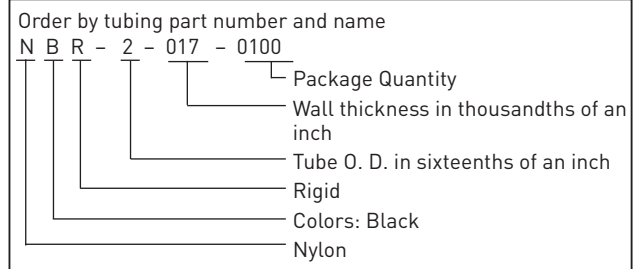 Order by tubing part number and name
N B R – 2 – 017 – 0100
Package Quantity
Wall thickness in thousandths of an
inch
Tube O. D. in sixteenths of an inch
Rigid
Colors: Black
Nylon